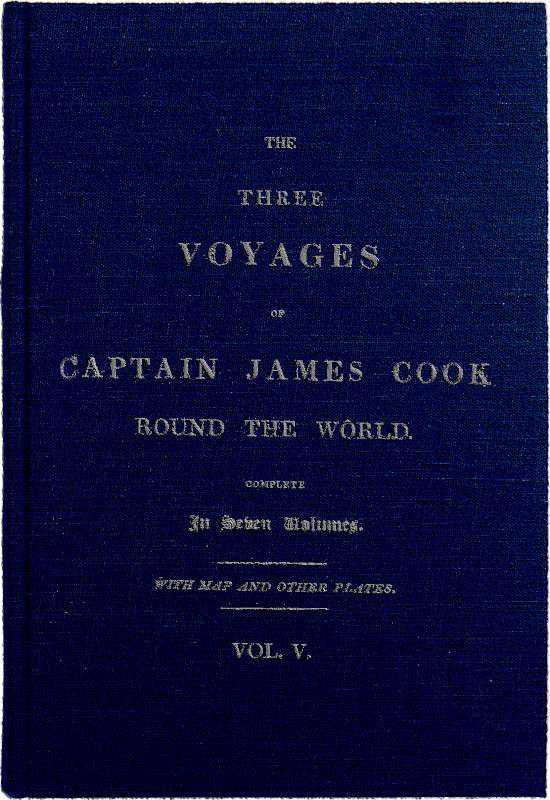 THE
THREE
VOYAGES
OF
CAPTAIN JAMES COOK
ROUND THE WORLD.
COMPLETE
In Seven Volumes.
WITH MAP AND OTHER PLATES.
VOL. V.